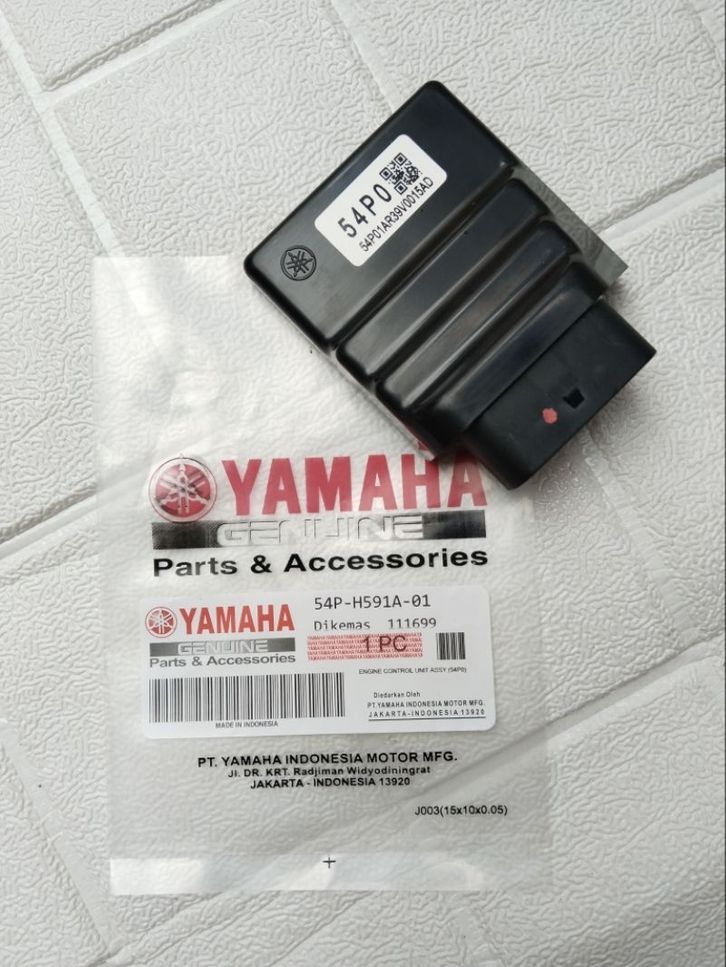 54P0
54P01AR39V0015AD
YAMAHA
GENUINE
Parts & Accessories
YAMAHA
GENUINE
Parts & Accessories
54P-H591A-01
Dikemas 111699
1 PC
ENGINE CONTROL UNIT ASSY (54P0)
Diedarkan Oleh
PT.YAMAHA INDONESIA MOTOR MFG.
JAKARTA-INDONESIA 13920
MADE IN INDONESIA
PT. YAMAHA INDONESIA MOTOR MFG.
Jl. DR. KRT. Radjiman Widyodiningrat
JAKARTA - INDONESIA 13920
J003(15x10x0.05)